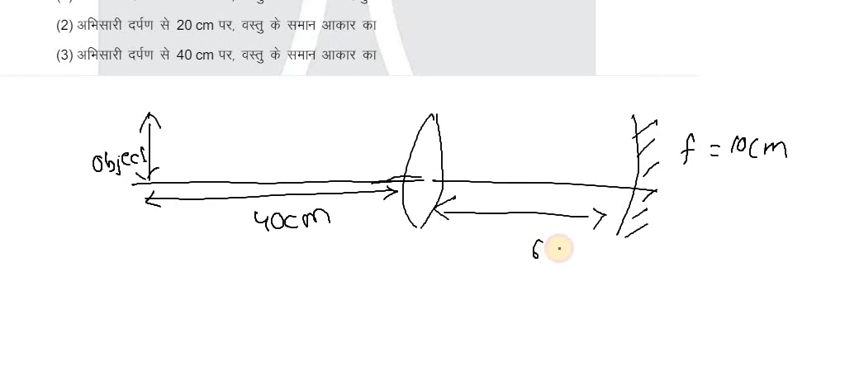 (2) अभिसारी दर्पण से 20 cm पर, वस्तु के समान आकार का
(3) अभिसारी दर्पण से 40 cm पर, वस्तु के समान आकार का
Object
f = 10cm
40cm
6